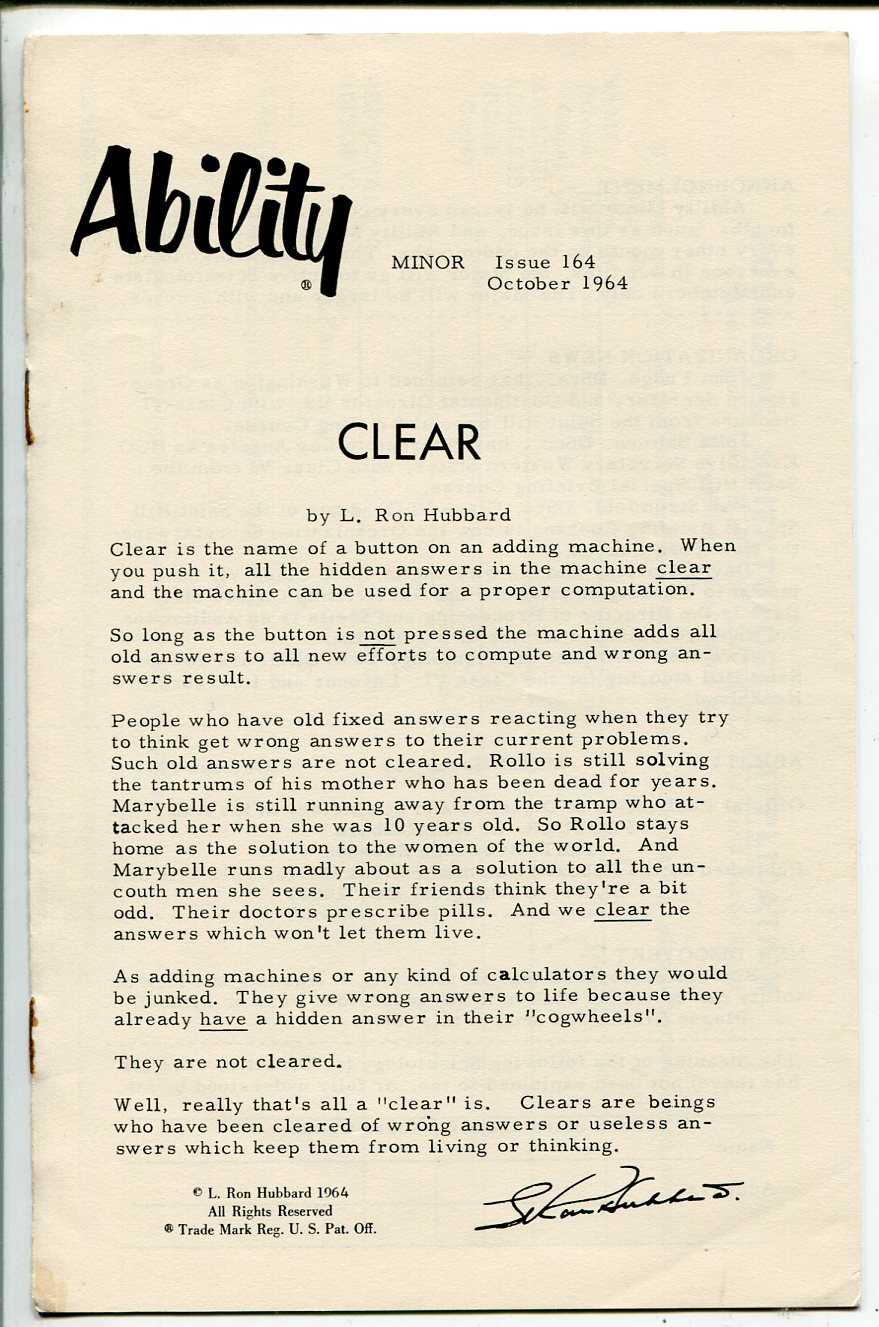 Ability
®
MINOR Issue 164
October 1964
CLEAR
by L. Ron Hubbard
Clear is the name of a button on an adding machine. When
you push it, all the hidden answers in the machine clear
and the machine can be used for a proper computation.
So long as the button is not pressed the machine adds all
old answers to all new efforts to compute and wrong an-
swers result.
People who have old fixed answers reacting when they try
to think get wrong answers to their current problems.
Such old answers are not cleared. Rollo is still solving
the tantrums of his mother who has been dead for years.
Marybelle is still running away from the tramp who at-
tacked her when she was 10 years old. So Rollo stays
home as the solution to the women of the world. And
Marybelle runs madly about as a solution to all the un-
couth men she sees. Their friends think they're a bit
odd. Their doctors prescribe pills. And we clear the
answers which won't let them live.
As adding machines or any kind of calculators they would
be junked. They give wrong answers to life because they
already have a hidden answer in their "cogwheels".
They are not cleared.
Well, really that's all a "clear" is. Clears are beings
who have been cleared of wrong answers or useless an-
swers which keep them from living or thinking.
© L. Ron Hubbard 1964
All Rights Reserved
® Trade Mark Reg. U. S. Pat. Off.
L Ron Hubbard.